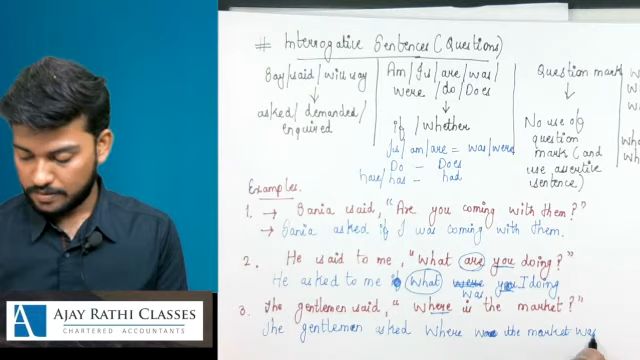 # Interrogative Sentences (Questions)
Say/said/will say
asked/demanded/
enquired
Am/Is/are/was/
were/do/Does
if/whether
Is/am/are = was/were
Do - Does
have/has - had
Question mark
No use of
question
mark (and
use assertive
sentence)
Examples
1. → Sania said, "Are you coming with them?"
→ Sania asked if I was coming with them.
2. He said to me, "What are you doing?"
He asked to me what was I doing
3. The gentlemen said, "Where is the market?"
The gentlemen asked where the market was
AJAY RATHI CLASSES
CHARTERED ACCOUNTANTS